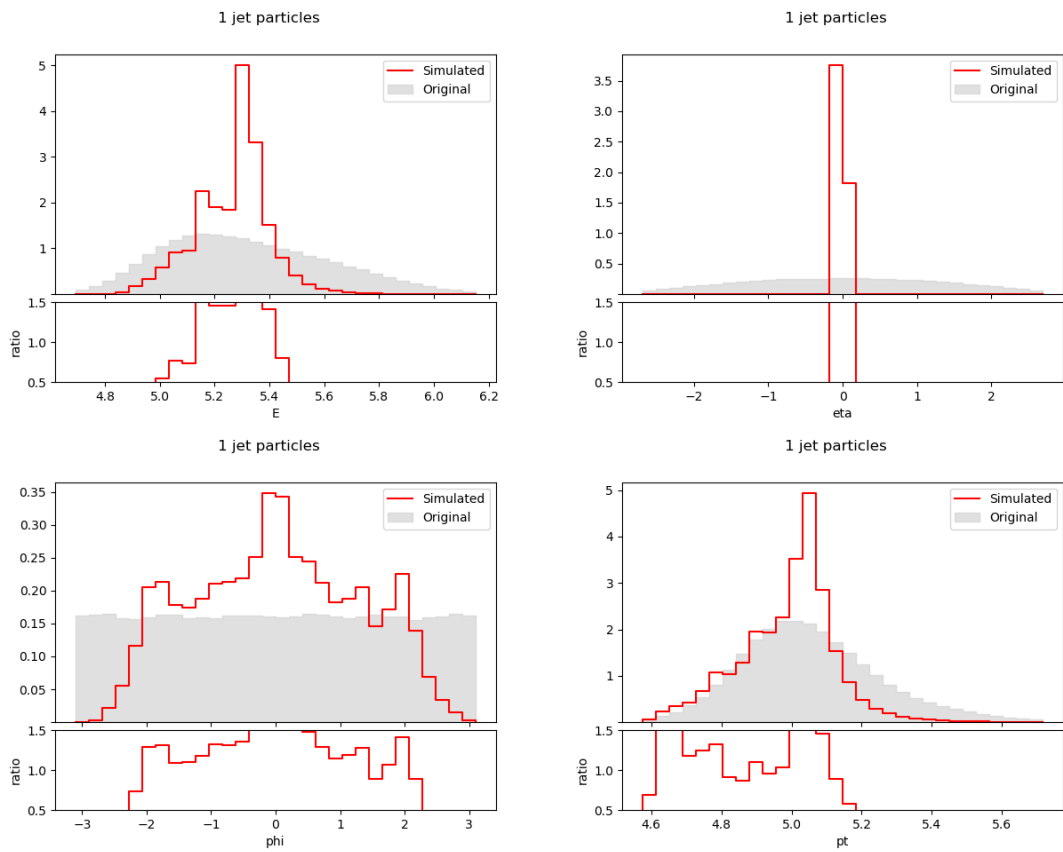 1 jet particles
5
4
3
2
1
Simulated
Original
1.5
1.0
0.5
ratio
4.8 5.0 5.2 5.4 5.6 5.8 6.0 6.2
E
1 jet particles
3.5
3.0
2.5
2.0
1.5
1.0
0.5
Simulated
Original
1.5
1.0
0.5
ratio
−2 −1 0 1 2
eta
1 jet particles
0.35
0.30
0.25
0.20
0.15
0.10
0.05
Simulated
Original
1.5
1.0
0.5
ratio
−3 −2 −1 0 1 2 3
phi
1 jet particles
5
4
3
2
1
Simulated
Original
1.5
1.0
0.5
ratio
4.6 4.8 5.0 5.2 5.4 5.6
pt